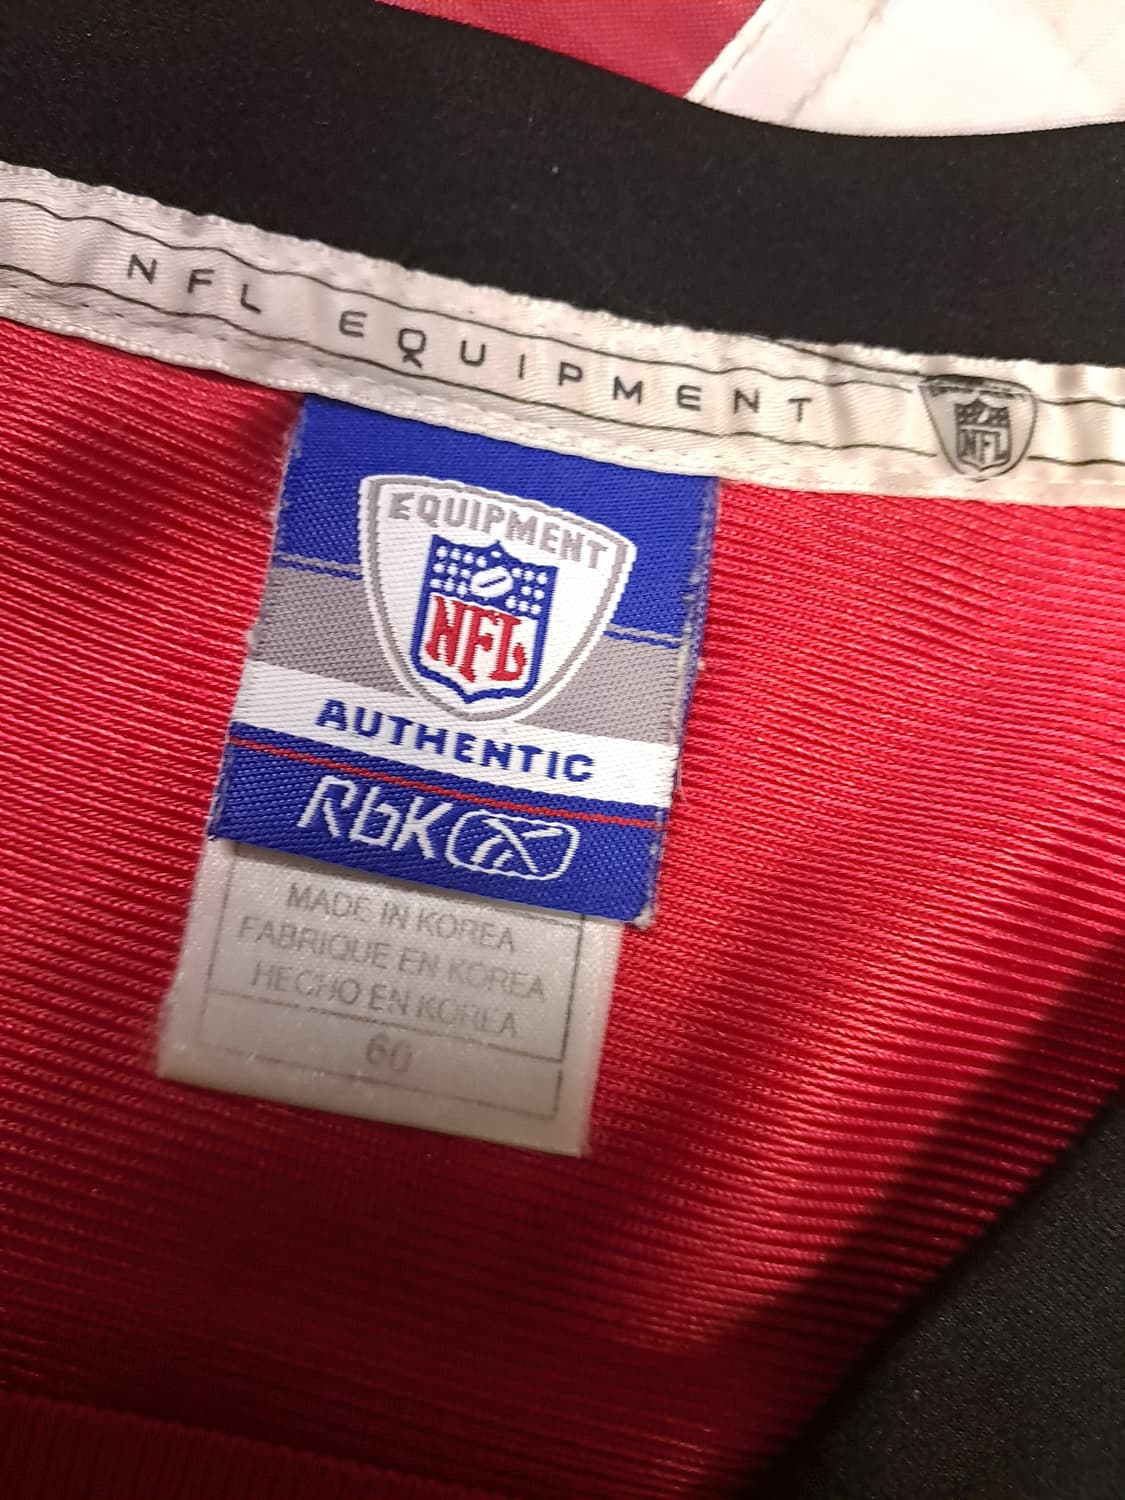 NFL EQUIPMENT
NFL
EQUIPMENT
NFL
AUTHENTIC
RbK
MADE IN KOREA
FABRIQUE EN KOREA
HECHO EN KOREA
60